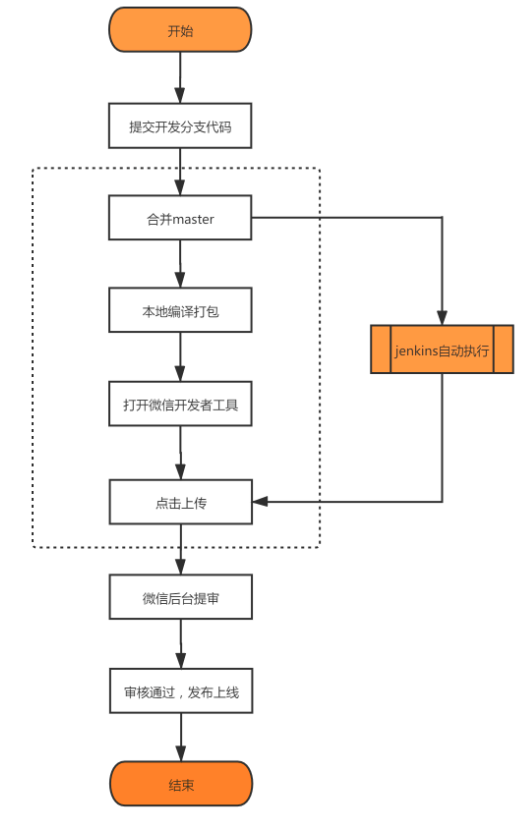 开始
提交开发分支代码
合并master
本地编译打包
jenkins自动执行
打开微信开发者工具
点击上传
微信后台提审
审核通过，发布上线
结束